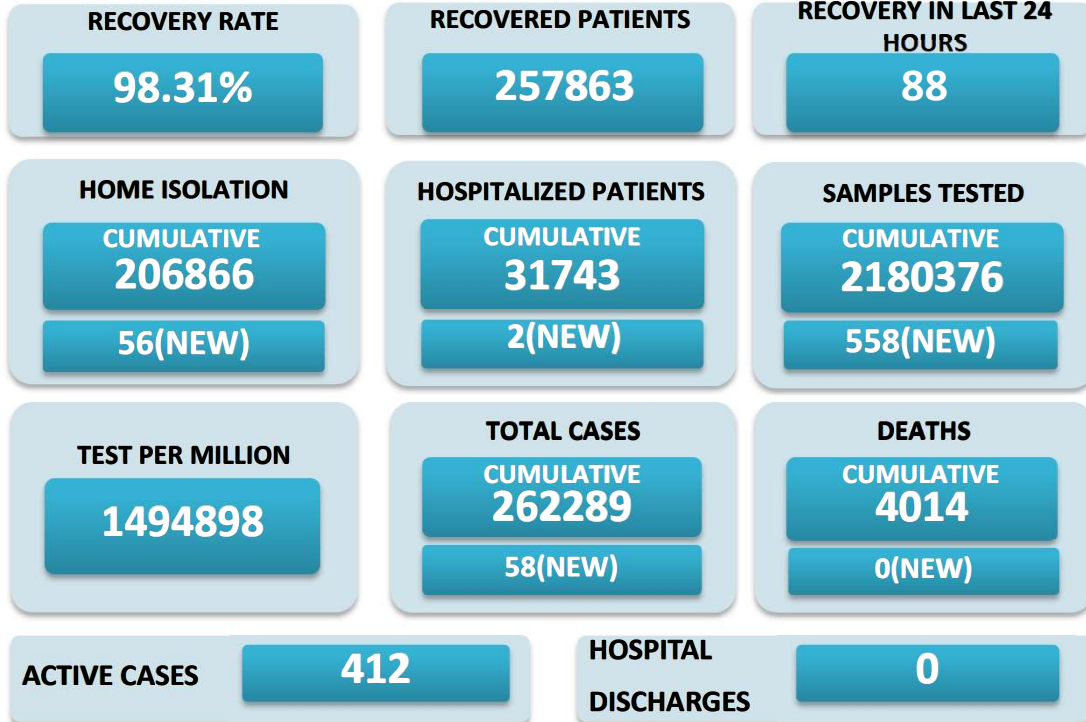 RECOVERY RATE
98.31%
RECOVERED PATIENTS
257863
RECOVERY IN LAST 24
HOURS
88
HOME ISOLATION
CUMULATIVE
206866
56(NEW)
HOSPITALIZED PATIENTS
CUMULATIVE
31743
2(NEW)
SAMPLES TESTED
CUMULATIVE
2180376
558(NEW)
TEST PER MILLION
1494898
TOTAL CASES
CUMULATIVE
262289
58(NEW)
DEATHS
CUMULATIVE
4014
0(NEW)
ACTIVE CASES
412
HOSPITAL
DISCHARGES
0